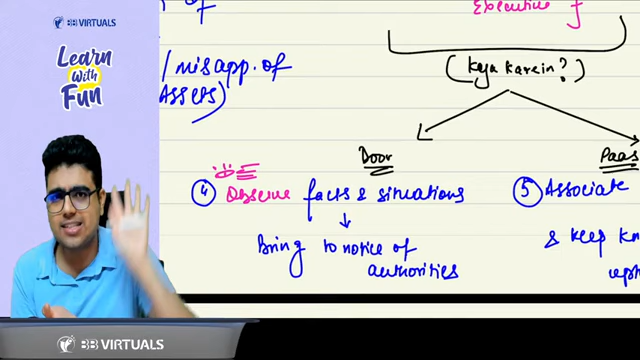 BB VIRTUALS
Learn
With
Fun
of
/misapp. of
ASSETS)
Executive f
(Kya Karein?)
Door
Paas
④ Observe facts & situations
↓
Bring to notice of
authorities
⑤ Associate
& keep kn
BB VIRTUALS